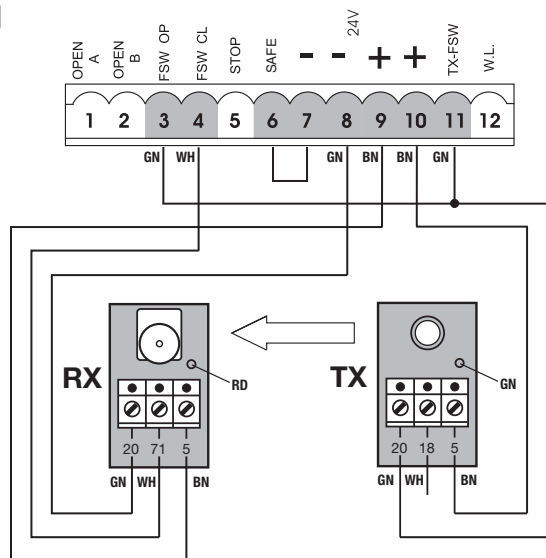 OPEN A
OPEN B
FSW OP
FSW CL
STOP
SAFE
-
-
24V
+
+
TX-FSW
W.L.
1 2 3 4 5 6 7 8 9 10 11 12
GN WH GN BN BN GN
RX
RD
TX
GN
20 71 5
20 18 5
GN WH BN
GN WH BN